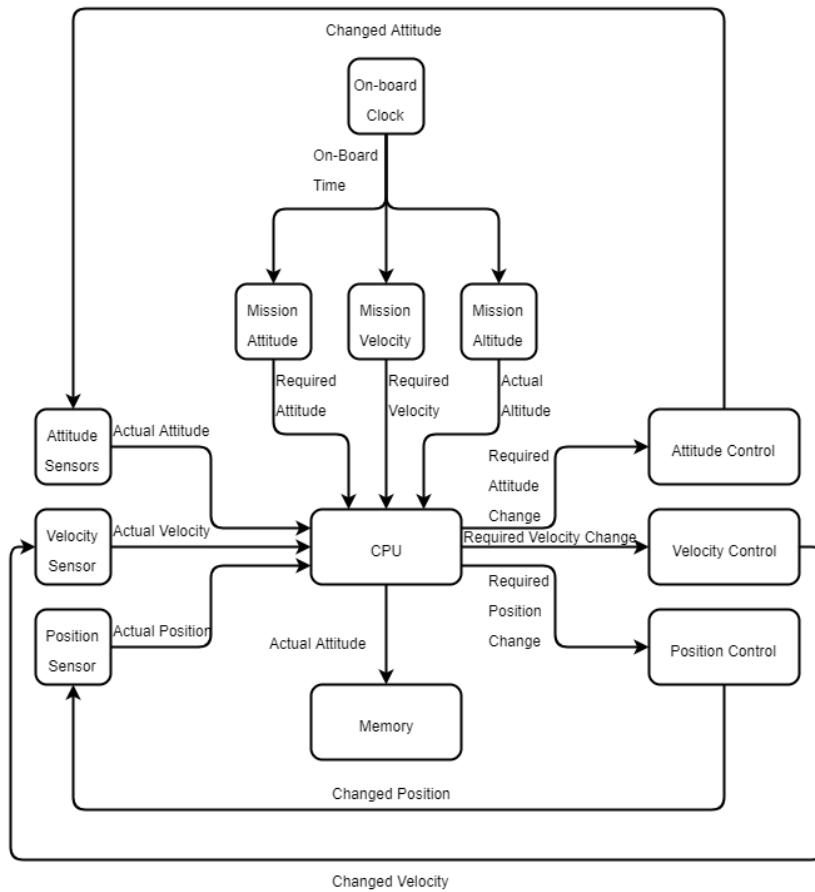 Changed Attitude
On-board
Clock
On-Board
Time
Mission
Attitude
Mission
Velocity
Mission
Altitude
Required
Attitude
Required
Velocity
Actual
Altitude
Attitude
Sensors
Actual Attitude
Required
Attitude
Change
Attitude Control
Velocity
Sensor
Actual Velocity
CPU
Required Velocity Change
Velocity Control
Position
Sensor
Actual Position
Required
Position
Change
Position Control
Actual Attitude
Memory
Changed Position
Changed Velocity